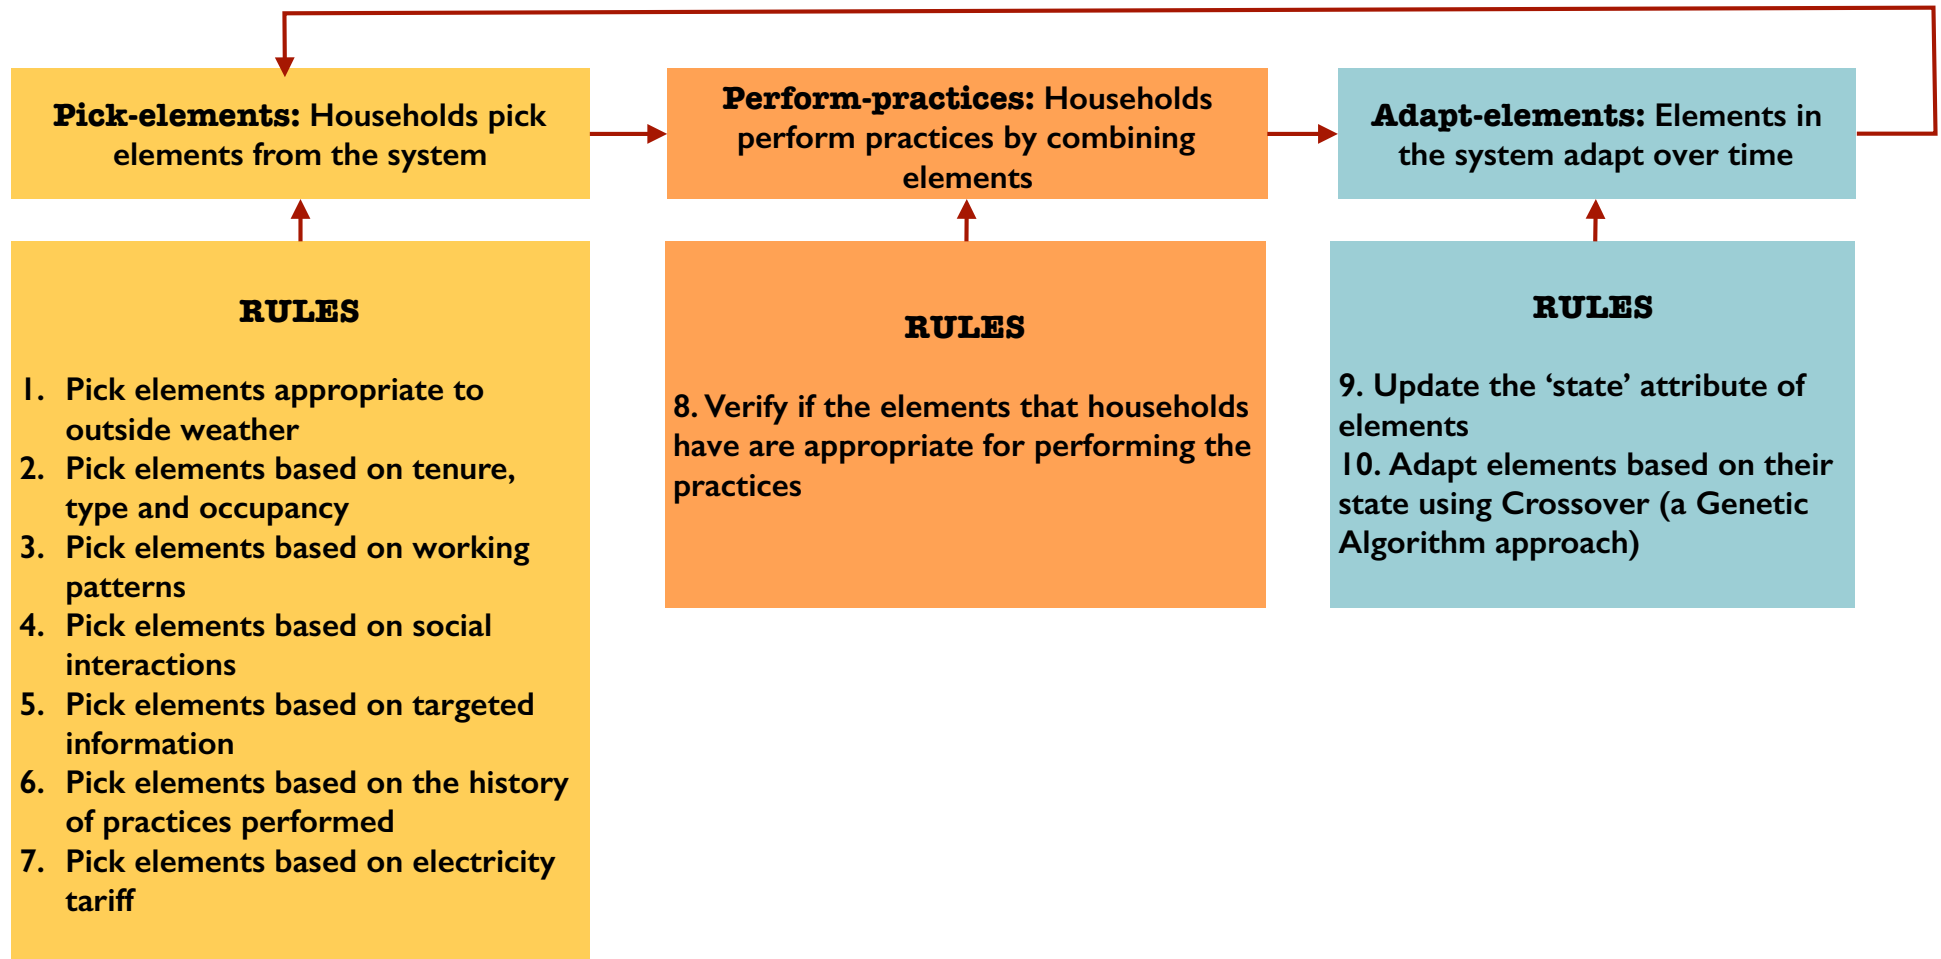 Pick-elements: Households pick
elements from the system
Perform-practices: Households
perform practices by combining
elements
Adapt-elements: Elements in
the system adapt over time
RULES
1. Pick elements appropriate to
outside weather
2. Pick elements based on tenure,
type and occupancy
3. Pick elements based on working
patterns
4. Pick elements based on social
interactions
5. Pick elements based on targeted
information
6. Pick elements based on the history
of practices performed
7. Pick elements based on electricity
tariff
RULES
8. Verify if the elements that households
have are appropriate for performing the
practices
RULES
9. Update the ‘state’ attribute of
elements
10. Adapt elements based on their
state using Crossover (a Genetic
Algorithm approach)